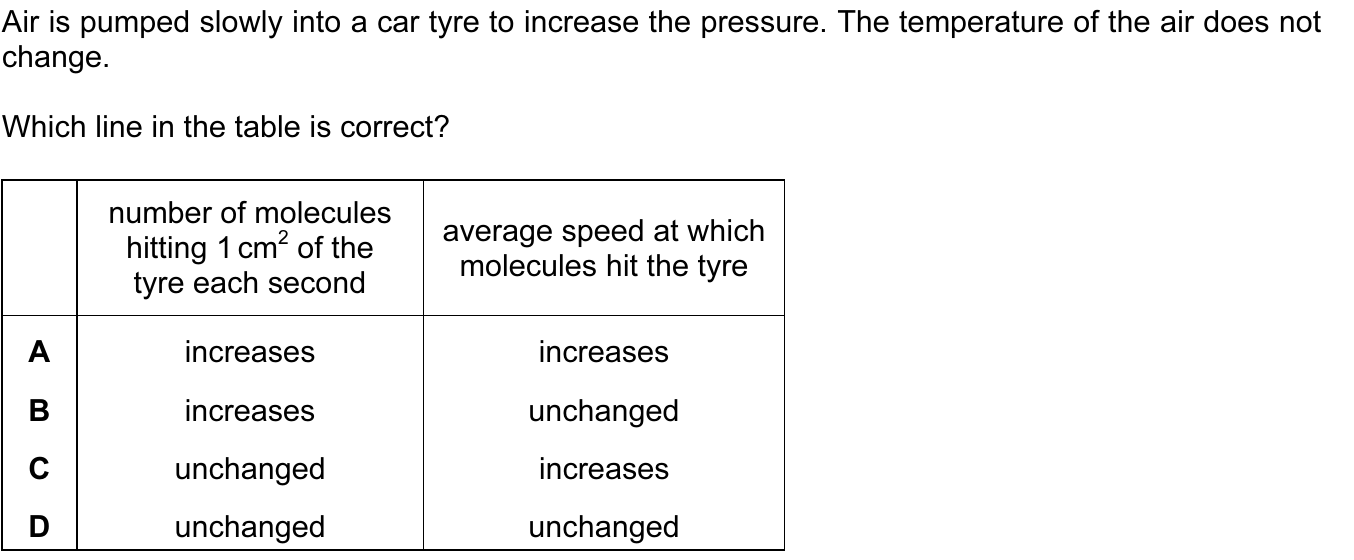 Air is pumped slowly into a car tyre to increase the pressure. The temperature of the air does not
change.
Which line in the table is correct?
number of molecules
hitting 1 cm² of the
tyre each second
average speed at which
molecules hit the tyre
A increases increases
B increases unchanged
C unchanged increases
D unchanged unchanged